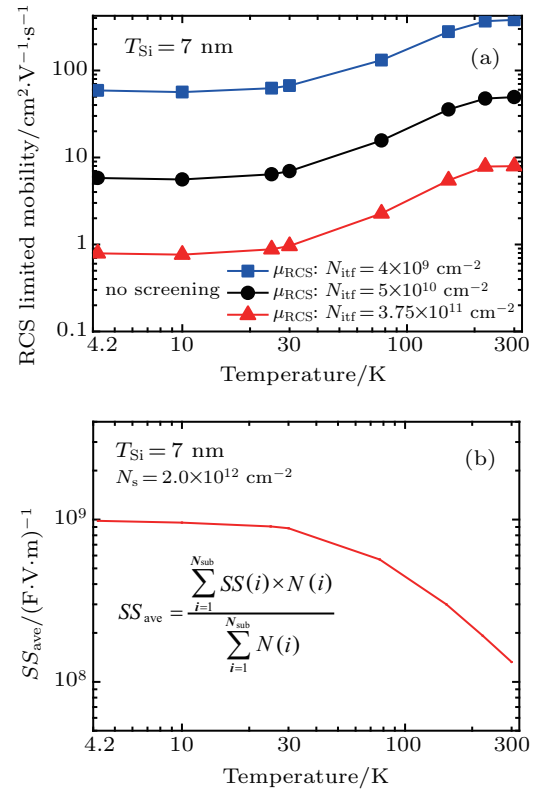 T_Si = 7 nm
(a)
RCS limited mobility/cm²·V⁻¹·s⁻¹
100
10
1
0.1
no screening
μ_RCS: N_itf = 4×10⁹ cm⁻²
μ_RCS: N_itf = 5×10¹⁰ cm⁻²
μ_RCS: N_itf = 3.75×10¹¹ cm⁻²
4.2 10 30 100 300
Temperature/K
T_Si = 7 nm
(b)
N_s = 2.0×10¹² cm⁻²
SS_ave/(F·V·m)⁻¹
10⁹
10⁸
SS_ave = ∑_{i=1}^{N_sub} SS(i)×N(i) / ∑_{i=1}^{N_sub} N(i)
4.2 10 30 100 300
Temperature/K